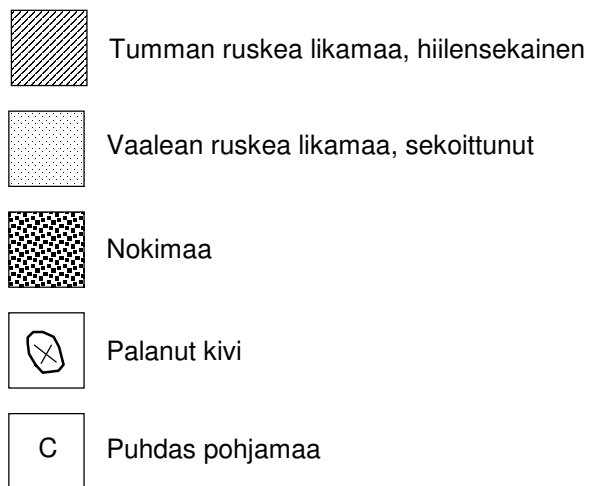 Tumman ruskea likamaa, hiilensekainen
Vaalean ruskea likamaa, sekoittunut
Nokimaa
Palanut kivi
C Puhdas pohjamaa